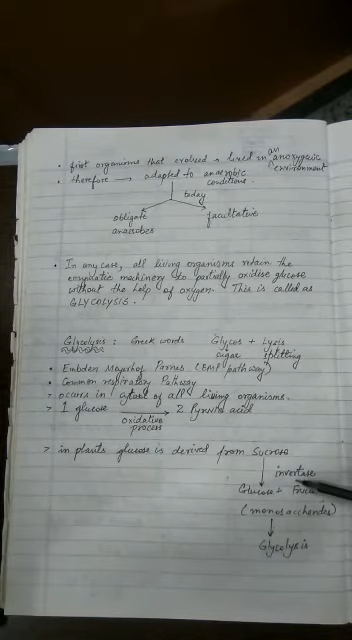 • first organisms that evolved → lived in an anoxygenic environment
• therefore → adapted to anaerobic conditions.
today
obligate anaerobes
facultative
• In any case, all living organisms retain the
enzymatic machinery to partially oxidise glucose
without the help of oxygen. This is called as
GLYCOLYSIS.
Glycolysis: Greek words Glycos + Lysis
sugar splitting
• Embden Meyerhof Parnas (EMP pathway)
• Common respiratory Pathway
→ occurs in cytosol of all living organisms.
> 1 glucose → 2 Pyruvic acid
oxidative
process
> in plants glucose is derived from Sucrose
invertase
Glucose +
(monosaccharides)
Glycolysis